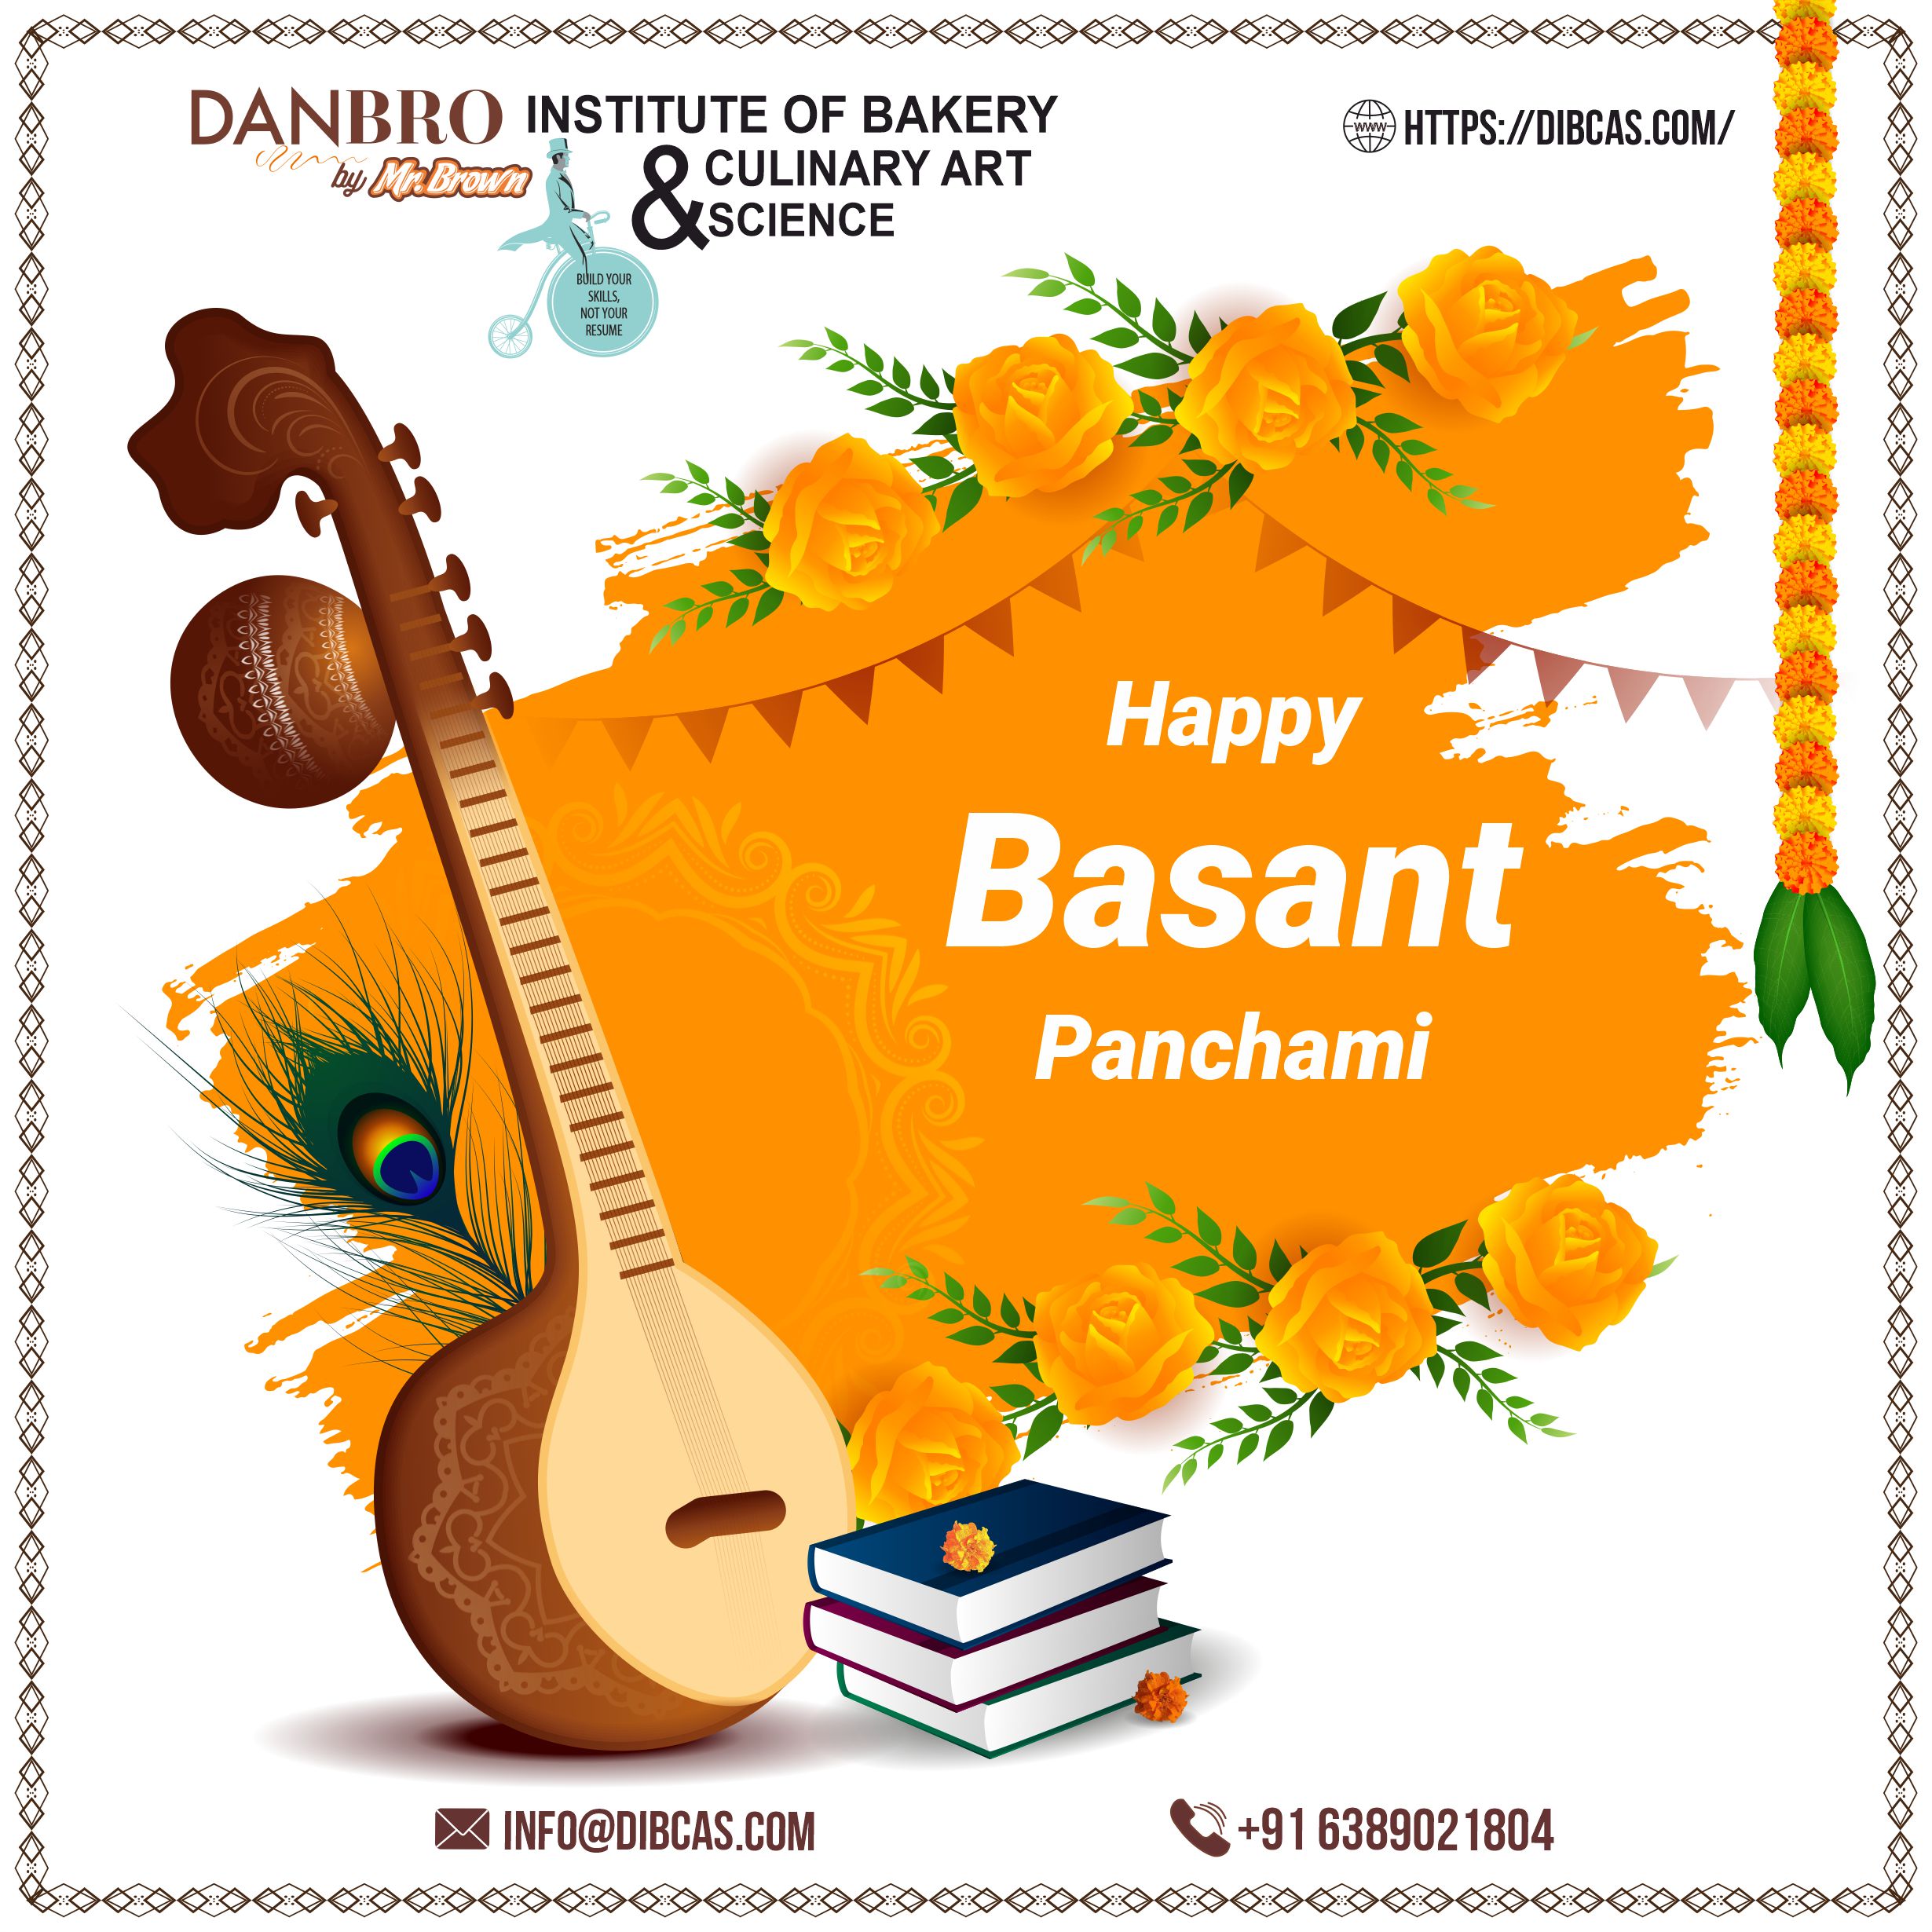 DANBRO
by Mr. Brown
INSTITUTE OF BAKERY
& CULINARY ART
SCIENCE
BUILD YOUR
SKILLS,
NOT YOUR
RESUME
WWW
HTTPS://DIBCAS.COM/
Happy
Basant
Panchami
INFO@DIBCAS.COM
+91 6389021804